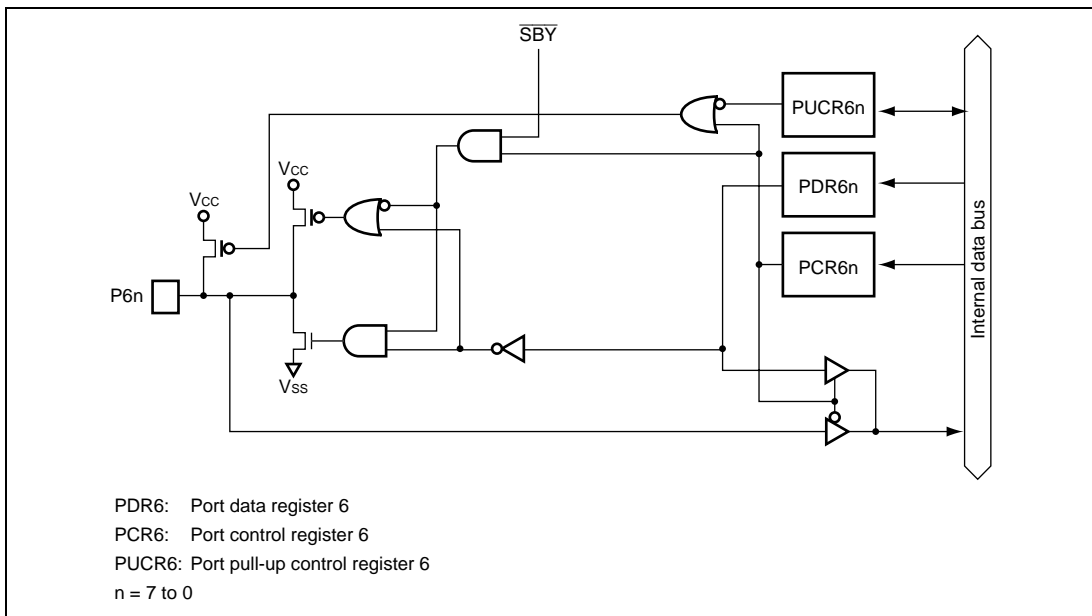 SBY
PUCR6n
PDR6n
PCR6n
Internal data bus
VCC
VCC
P6n
VSS
PDR6: Port data register 6
PCR6: Port control register 6
PUCR6: Port pull-up control register 6
n = 7 to 0